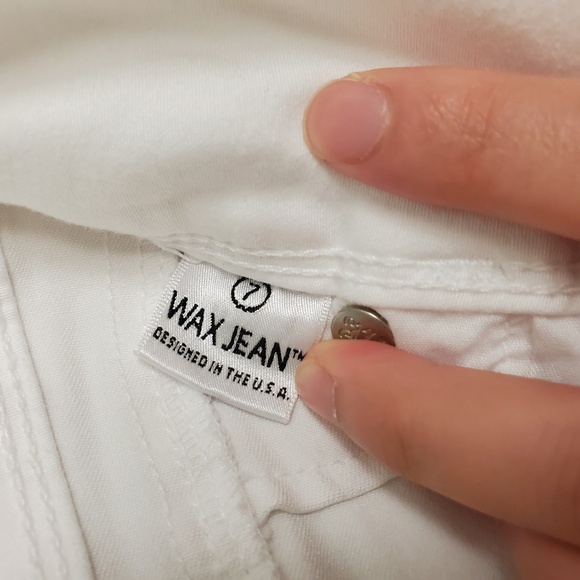 7
WAX JEAN™
DESIGNED IN THE U.S.A.